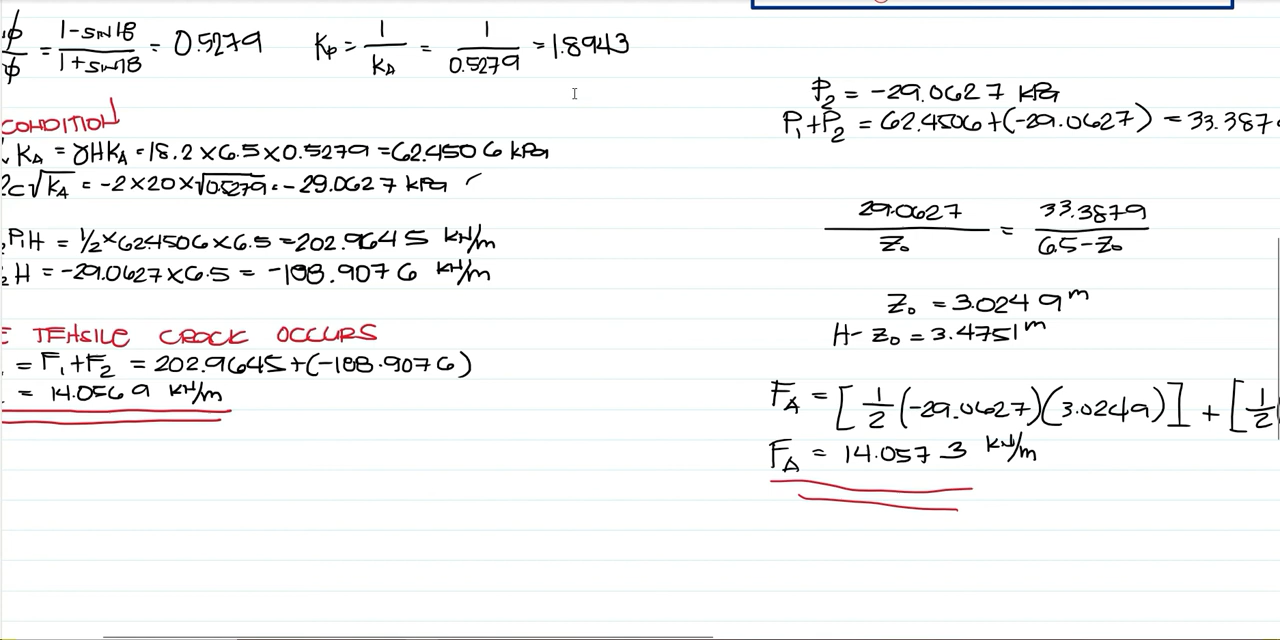 φ/φ = (1-sin18)/(1+sin18) = 0.5279 Kp = 1/KA = 1/0.5279 = 1.8943
CONDITION
KA = γHKA = 18.2 × 6.5 × 0.5279 = 62.4506 kPa
2c√KA = -2 × 20 × √0.5279 = -29.0627 kPa
P1H = 1/2 × 62.4506 × 6.5 = 202.9645 kN/m
2 H = -29.0627 × 6.5 = -188.9076 kN/m
E TENSILE CRACK OCCURS
= F1 + F2 = 202.9645 + (-188.9076)
= 14.0569 kN/m
P2 = -29.0627 kPa
P1 + P2 = 62.4506 + (-29.0627) = 33.387
29.0627/Z0 = 33.3879/(6.5-Z0)
Z0 = 3.0249 m
H-Z0 = 3.4751 m
FA = [1/2 (-29.0627)(3.0249)] + [1/2
FA = 14.0573 kN/m